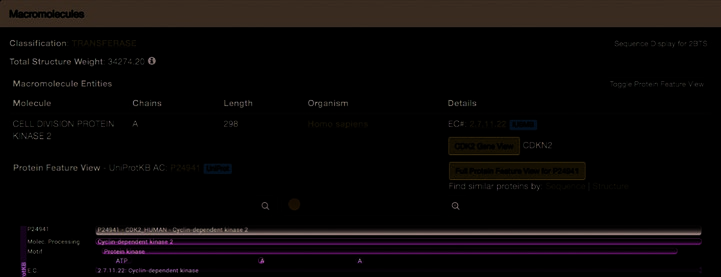 Macromolecules
Classification: TRANSFERASE
Sequence Display for 2BTS
Total Structure Weight: 34274.20
Macromolecule Entities
Toggle Protein Feature View
Molecule Chains Length Organism Details
CELL DIVISION PROTEIN KINASE 2 A 298 Homo sapiens EC#: 2.7.11.22
CDK2 Gene View CDKN2
Protein Feature View - UniProtKB AC: P24941 UniProt
Full Protein Feature View for P24941
Find similar proteins by: Sequence | Structure
P24941 P24941 - CDK2_HUMAN - Cyclin-dependent kinase 2
Molec. Processing Cyclin-dependent kinase 2
Motif Protein kinase
ATP A A
E.C. 2.7.11.22: Cyclin-dependent kinase